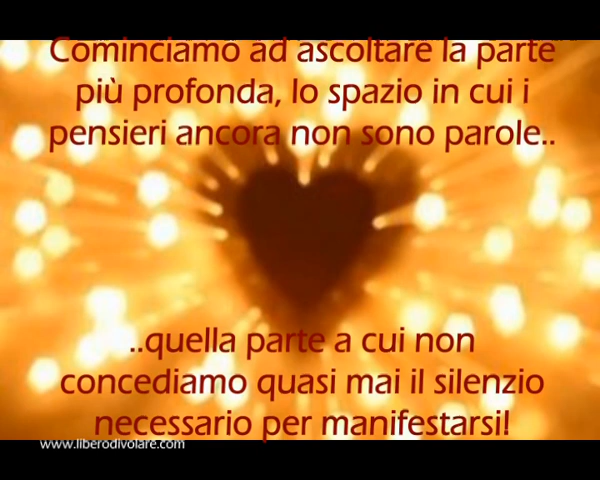 Cominciamo ad ascoltare la parte
più profonda, lo spazio in cui i
pensieri ancora non sono parole..
..quella parte a cui non
concediamo quasi mai il silenzio
necessario per manifestarsi!
www.liberodivolare.com